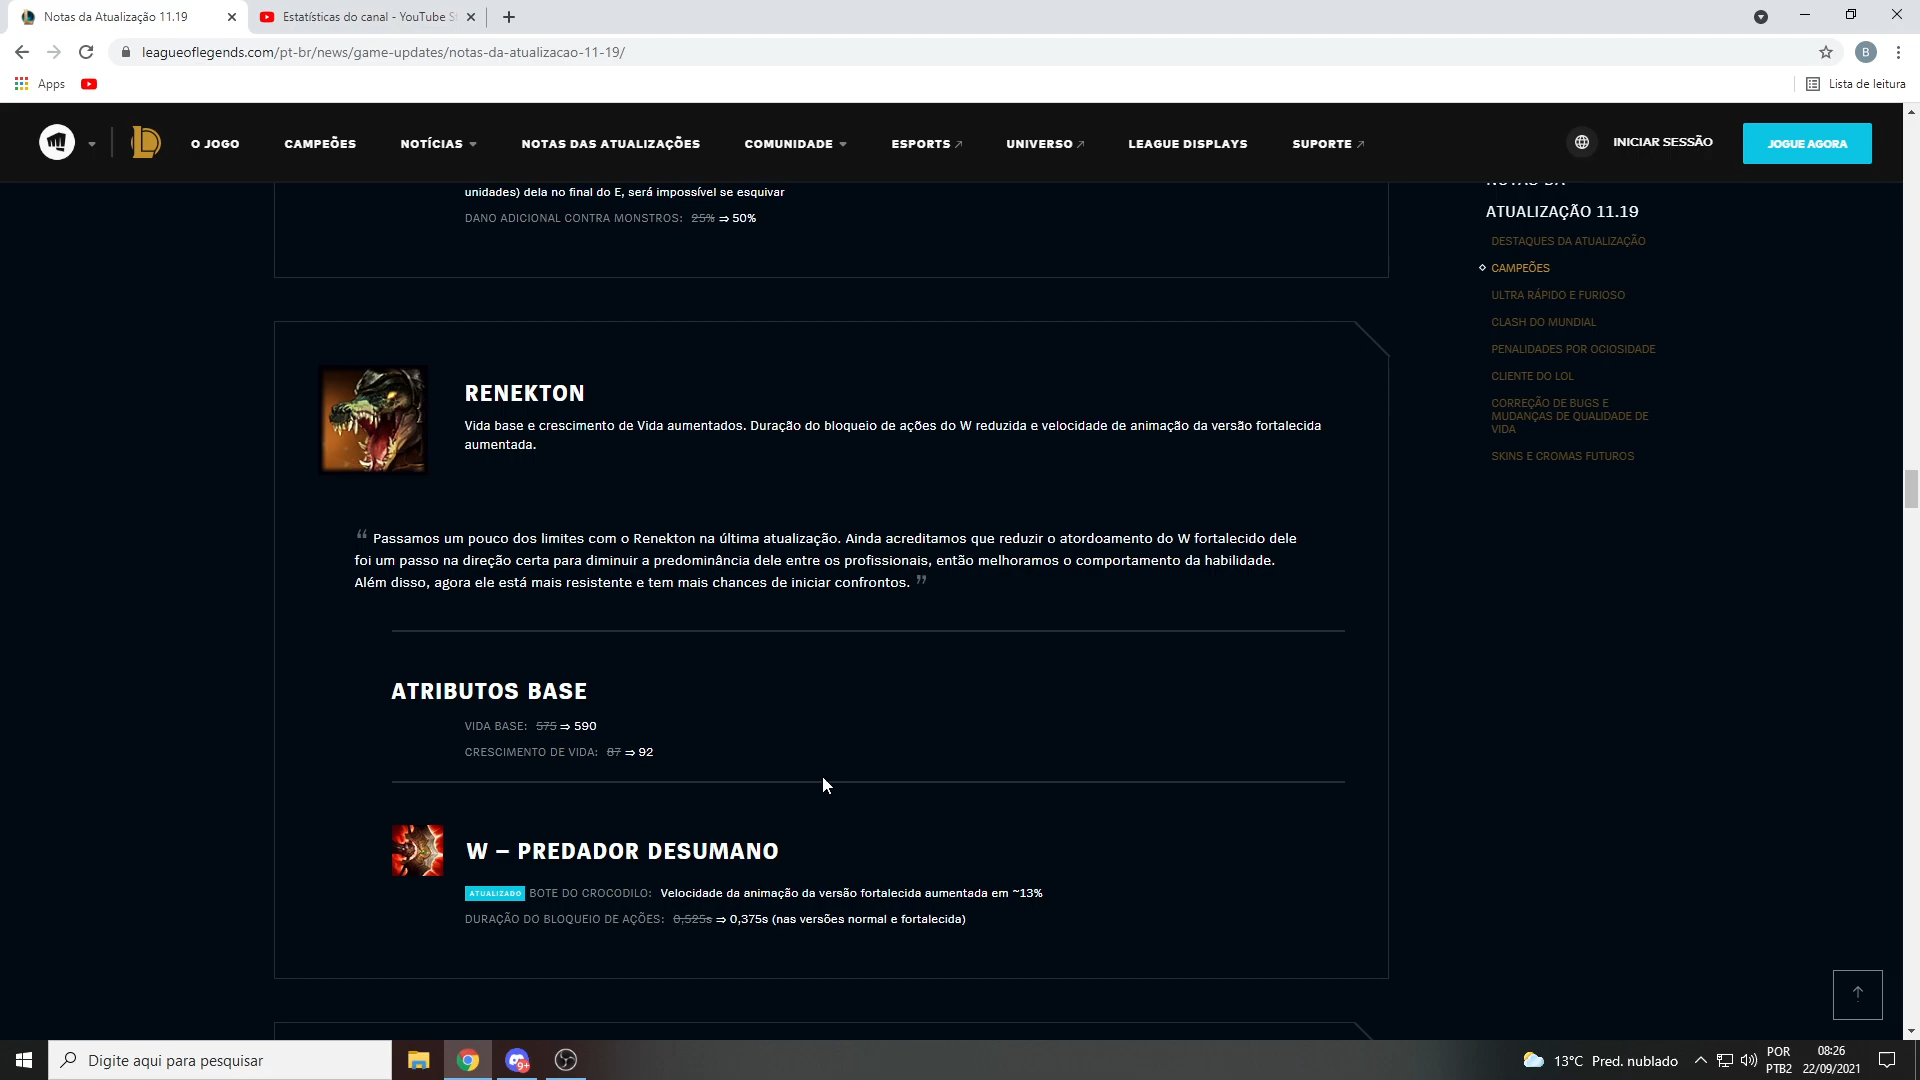 Notas da Atualização 11.19
Estatísticas do canal - YouTube S
leagueoflegends.com/pt-br/news/game-updates/notas-da-atualizacao-11-19/
B
Apps
Lista de leitura
O JOGO
CAMPEÕES
NOTÍCIAS
NOTAS DAS ATUALIZAÇÕES
COMUNIDADE
ESPORTS
UNIVERSO
LEAGUE DISPLAYS
SUPORTE
INICIAR SESSÃO
JOGUE AGORA
unidades) dela no final do E, será impossível se esquivar
DANO ADICIONAL CONTRA MONSTROS: 25% ⇒ 50%
RENEKTON
Vida base e crescimento de Vida aumentados. Duração do bloqueio de ações do W reduzida e velocidade de animação da versão fortalecida
aumentada.
“ Passamos um pouco dos limites com o Renekton na última atualização. Ainda acreditamos que reduzir o atordoamento do W fortalecido dele
foi um passo na direção certa para diminuir a predominância dele entre os profissionais, então melhoramos o comportamento da habilidade.
Além disso, agora ele está mais resistente e tem mais chances de iniciar confrontos. ”
ATRIBUTOS BASE
VIDA BASE: 575 ⇒ 590
CRESCIMENTO DE VIDA: 87 ⇒ 92
W – PREDADOR DESUMANO
ATUALIZADO BOTE DO CROCODILO: Velocidade da animação da versão fortalecida aumentada em ~13%
DURAÇÃO DO BLOQUEIO DE AÇÕES: 0,525s ⇒ 0,375s (nas versões normal e fortalecida)
NOTAS DA
ATUALIZAÇÃO 11.19
DESTAQUES DA ATUALIZAÇÃO
CAMPEÕES
ULTRA RÁPIDO E FURIOSO
CLASH DO MUNDIAL
PENALIDADES POR OCIOSIDADE
CLIENTE DO LOL
CORREÇÃO DE BUGS E
MUDANÇAS DE QUALIDADE DE
VIDA
SKINS E CROMAS FUTUROS
Digite aqui para pesquisar
9+
13°C Pred. nublado
POR
PTB2
08:26
22/09/2021